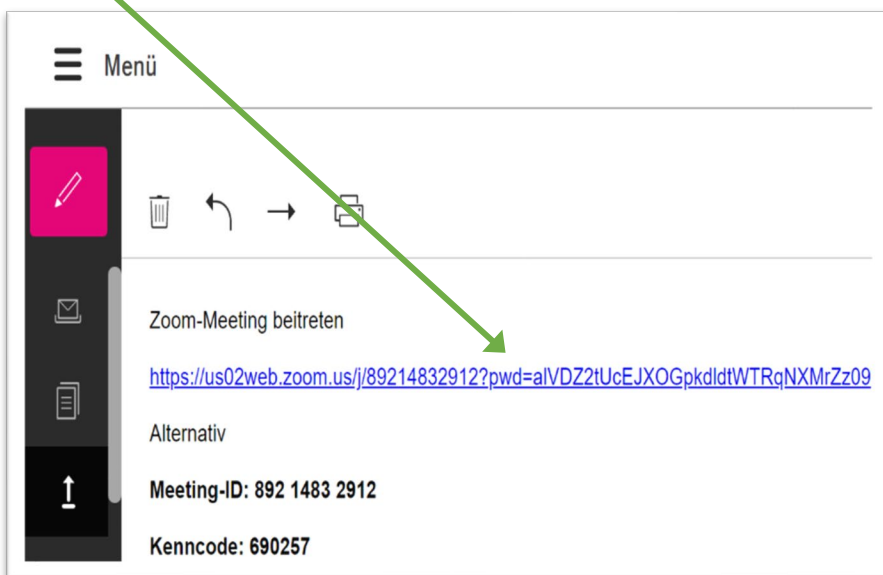 Menü
Zoom-Meeting beitreten
https://us02web.zoom.us/j/89214832912?pwd=alVDZ2tUcEJXOGpkdldtWTRqNXMrZz09
Alternativ
Meeting-ID: 892 1483 2912
Kenncode: 690257